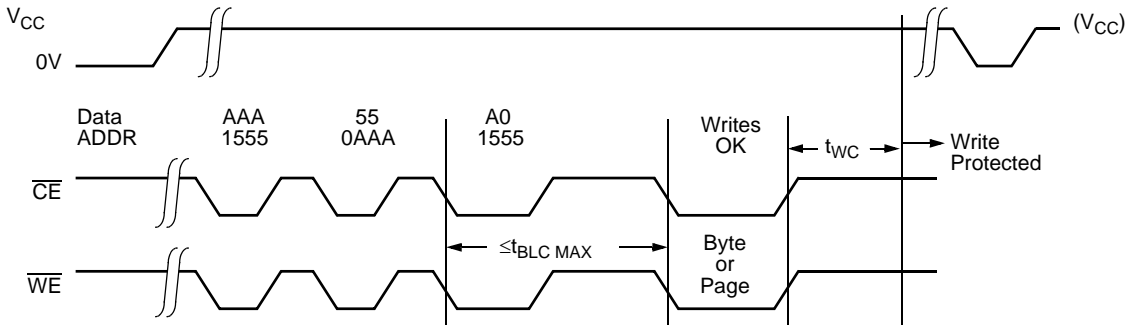 VCC
(VCC)
0V
Data AAA 55 A0 Writes
ADDR 1555 0AAA 1555 OK
tWC
Write
Protected
CE
≤tBLC MAX
Byte
or
Page
WE